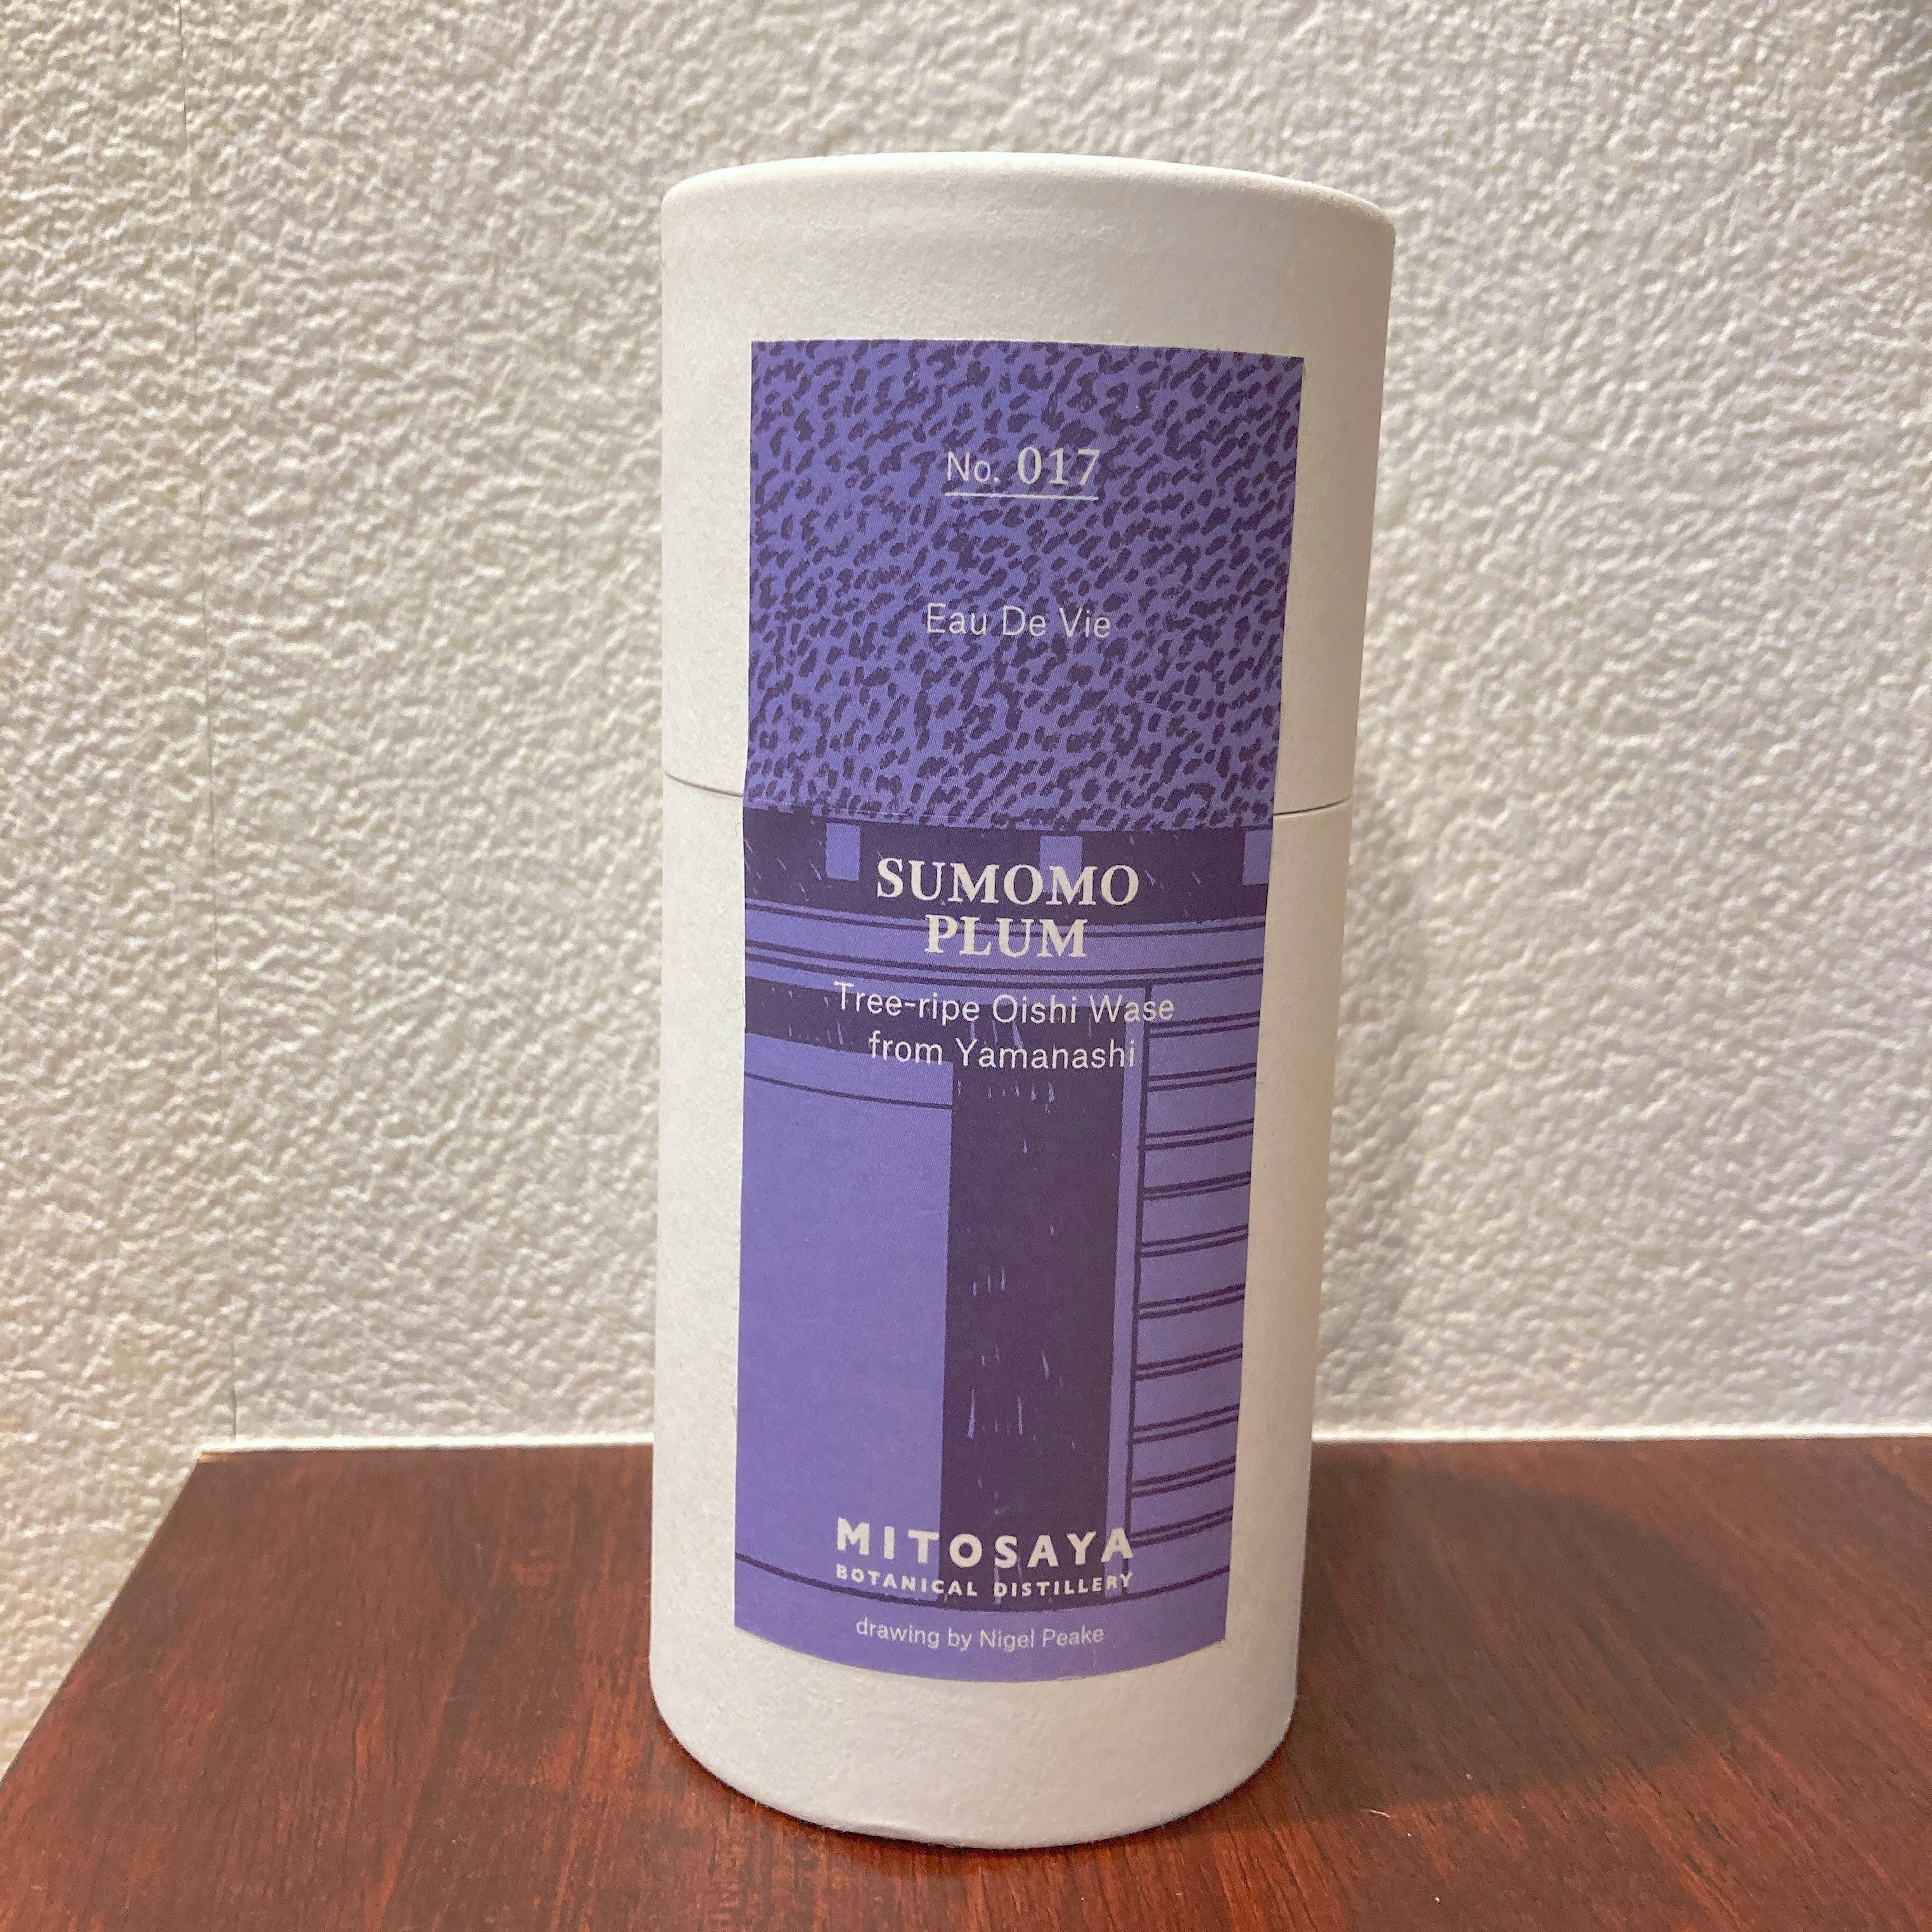 No. 017
Eau De Vie
SUMOMO
PLUM
Tree-ripe Oishi Wase
from Yamanashi
MITOSAYA
BOTANICAL DISTILLERY
drawing by Nigel Peake